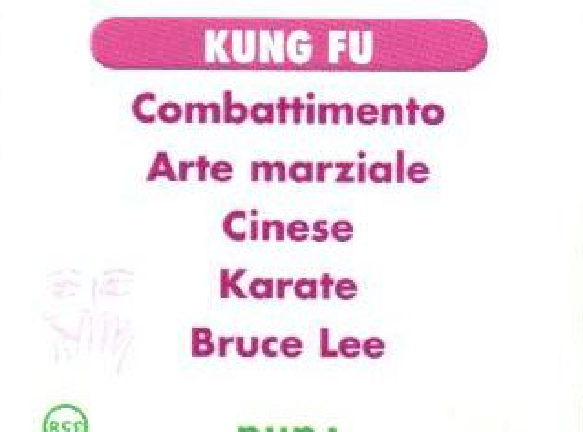 KUNG FU
Combattimento
Arte marziale
Cinese
Karate
Bruce Lee